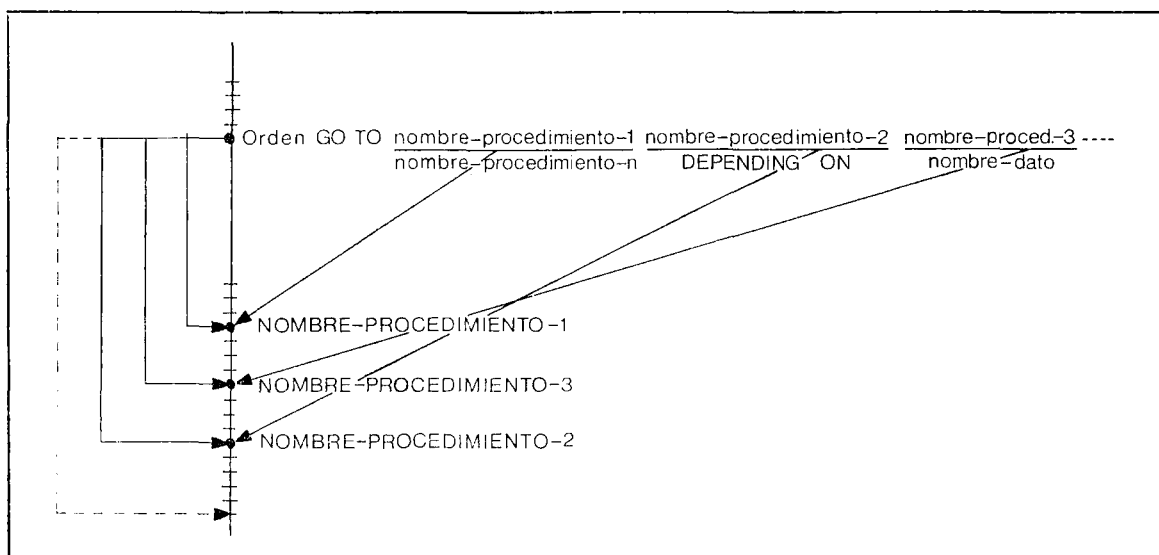 Orden GO TO nombre-procedimiento-1 nombre-procedimiento-2 nombre-proced.-3 ----
nombre-procedimiento-n DEPENDING ON nombre-dato
NOMBRE-PROCEDIMIENTO-1
NOMBRE-PROCEDIMIENTO-3
NOMBRE-PROCEDIMIENTO-2